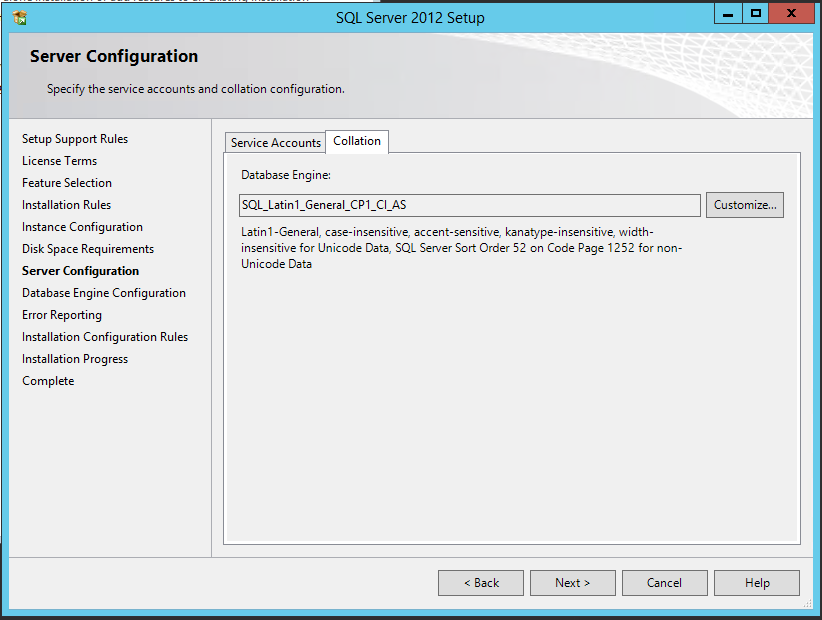 SQL Server 2012 Setup
Server Configuration
Specify the service accounts and collation configuration.
Setup Support Rules
License Terms
Feature Selection
Installation Rules
Instance Configuration
Disk Space Requirements
Server Configuration
Database Engine Configuration
Error Reporting
Installation Configuration Rules
Installation Progress
Complete
Service Accounts
Collation
Database Engine:
SQL_Latin1_General_CP1_CI_AS
Customize...
Latin1-General, case-insensitive, accent-sensitive, kanatype-insensitive, width-
insensitive for Unicode Data, SQL Server Sort Order 52 on Code Page 1252 for non-
Unicode Data
< Back
Next >
Cancel
Help